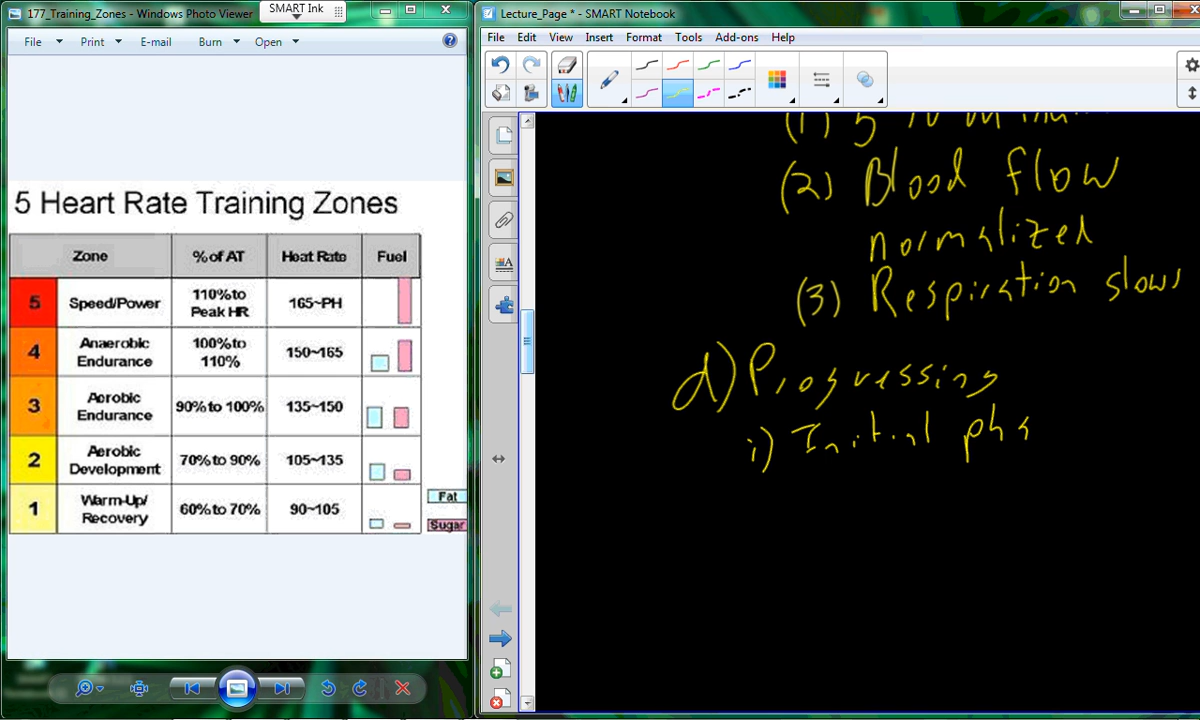 177_Training_Zones - Windows Photo Viewer
SMART Ink
File Print E-mail Burn Open
5 Heart Rate Training Zones
Zone % of AT Heat Rate Fuel
5 Speed/Power 110% to Peak HR 165~PH
4 Anaerobic Endurance 100% to 110% 150~165
3 Aerobic Endurance 90% to 100% 135~150
2 Aerobic Development 70% to 90% 105~135
1 Warm-Up/ Recovery 60% to 70% 90~105
Fat
Sugar
Lecture_Page * - SMART Notebook
File Edit View Insert Format Tools Add-ons Help
(1) 5
(2) Blood flow
normalized
(3) Respiration slows
d) Progressing
i) Initial pha